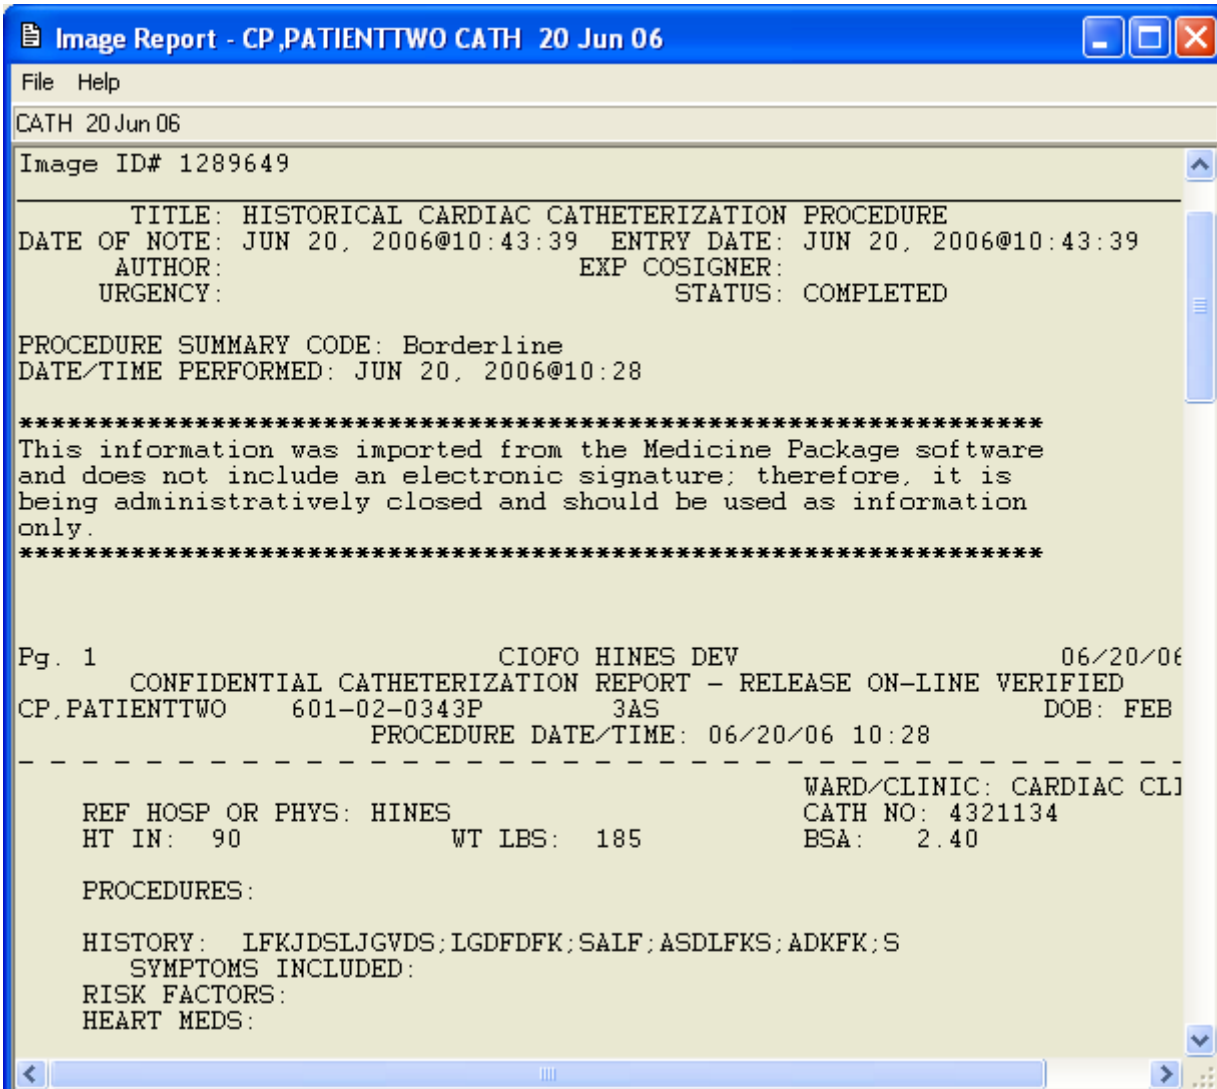 Image Report - CP,PATIENTTWO CATH 20 Jun 06
File Help
CATH 20 Jun 06
Image ID# 1289649
TITLE: HISTORICAL CARDIAC CATHETERIZATION PROCEDURE
DATE OF NOTE: JUN 20, 2006@10:43:39 ENTRY DATE: JUN 20, 2006@10:43:39
AUTHOR: EXP COSIGNER:
URGENCY: STATUS: COMPLETED
PROCEDURE SUMMARY CODE: Borderline
DATE/TIME PERFORMED: JUN 20, 2006@10:28
****************************************************************
This information was imported from the Medicine Package software
and does not include an electronic signature; therefore, it is
being administratively closed and should be used as information
only.
****************************************************************
Pg. 1 CIOFO HINES DEV 06/20/06
CONFIDENTIAL CATHETERIZATION REPORT - RELEASE ON-LINE VERIFIED
CP,PATIENTTWO 601-02-0343P 3AS DOB: FEB
PROCEDURE DATE/TIME: 06/20/06 10:28
- - - - - - - - - - - - - - - - - - - - - - - - - - - - - - - - - - - - -
WARD/CLINIC: CARDIAC CLI
REF HOSP OR PHYS: HINES CATH NO: 4321134
HT IN: 90 WT LBS: 185 BSA: 2.40
PROCEDURES:
HISTORY: LFKJDSLJGVDS;LGDFDFK;SALF;ASDLFKS;ADKFK;S
SYMPTOMS INCLUDED:
RISK FACTORS:
HEART MEDS: